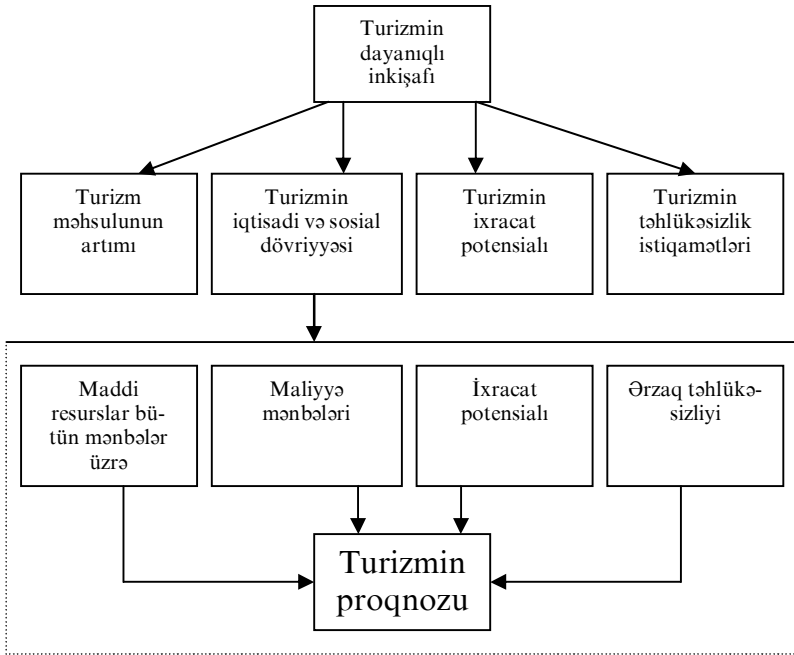 Turizmin
dayanıqlı
inkişafı
Turizm
məhsulunun
artımı
Turizmin
iqtisadi və sosial
dövriyyəsi
Turizmin
ixracat
potensialı
Turizmin
təhlükəsizlik
istiqamətləri
Maddi
resurslar bü-
tün mənbələr
üzrə
Maliyyə
mənbələri
İxracat
potensialı
Ərzaq təhlükə-
sizliyi
Turizmin
proqnozu